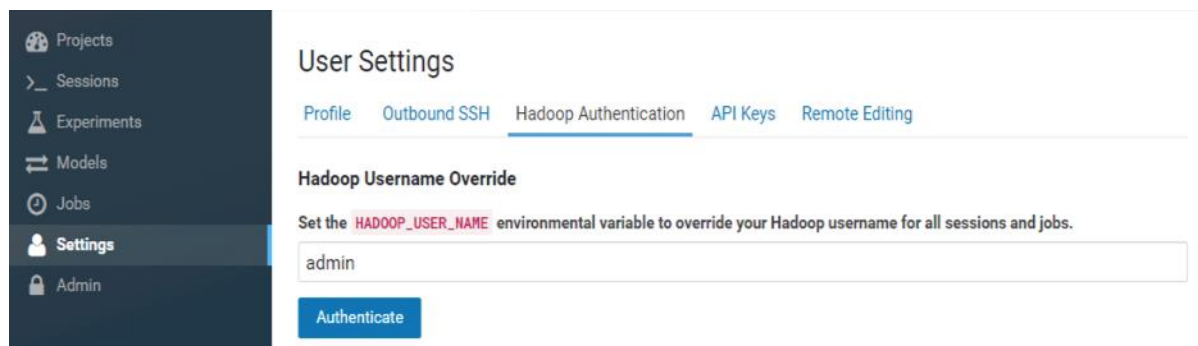 Projects
Sessions
Experiments
Models
Jobs
Settings
Admin
User Settings
Profile Outbound SSH Hadoop Authentication API Keys Remote Editing
Hadoop Username Override
Set the HADOOP_USER_NAME environmental variable to override your Hadoop username for all sessions and jobs.
admin
Authenticate